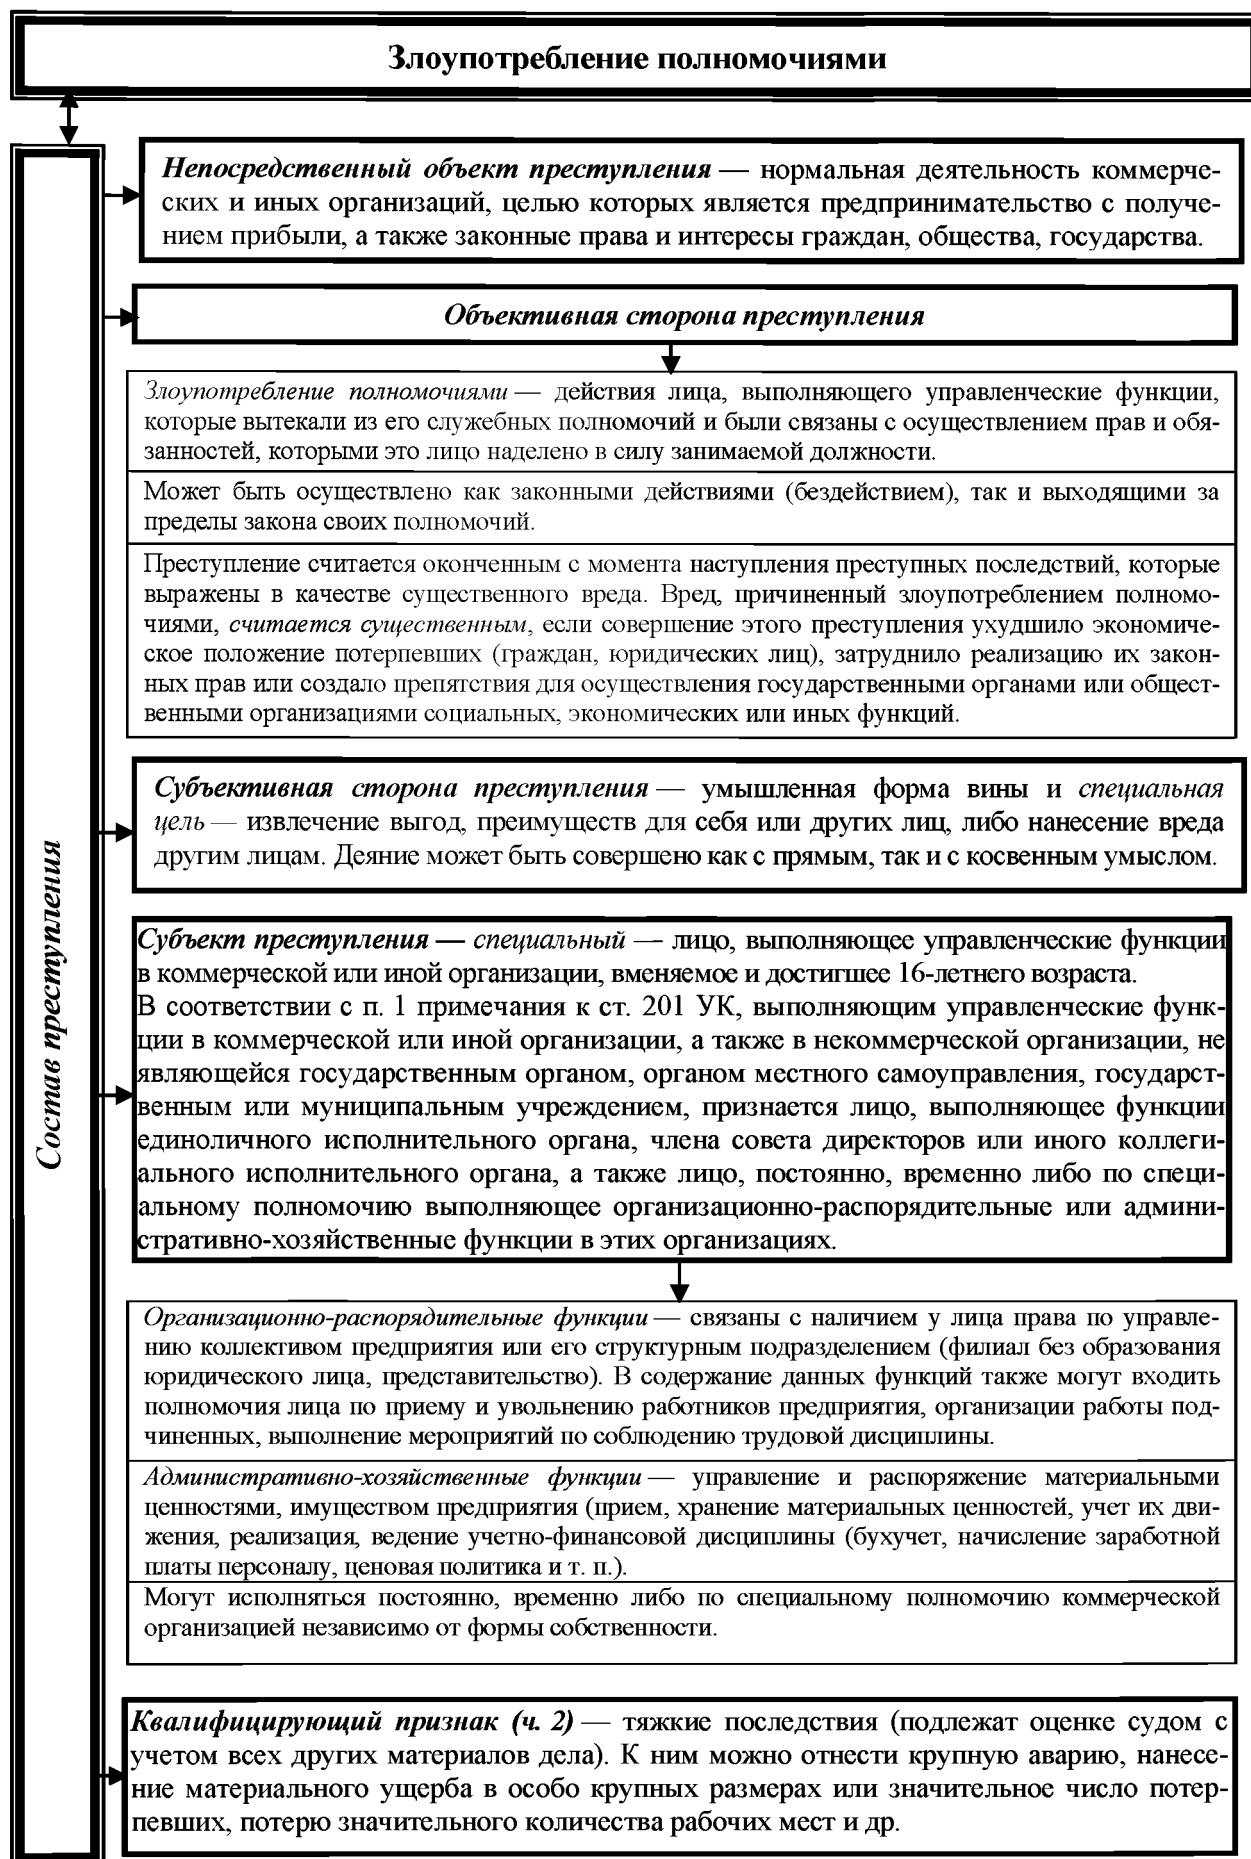 Злоупотребление полномочиями
Непосредственный объект преступления — нормальная деятельность коммерче-
ских и иных организаций, целью которых является предпринимательство с получе-
нием прибыли, а также законные права и интересы граждан, общества, государства.
Объективная сторона преступления
Злоупотребление полномочиями — действия лица, выполняющего управленческие функции,
которые вытекали из его служебных полномочий и были связаны с осуществлением прав и обя-
занностей, которыми это лицо наделено в силу занимаемой должности.
Может быть осуществлено как законными действиями (бездействием), так и выходящими за
пределы закона своих полномочий.
Преступление считается оконченным с момента наступления преступных последствий, которые
выражены в качестве существенного вреда. Вред, причиненный злоупотреблением полномо-
чиями, считается существенным, если совершение этого преступления ухудшило экономиче-
ское положение потерпевших (граждан, юридических лиц), затруднило реализацию их закон-
ных прав или создало препятствия для осуществления государственными органами или общест-
венными организациями социальных, экономических или иных функций.
Субъективная сторона преступления — умышленная форма вины и специальная
цель — извлечение выгод, преимуществ для себя или других лиц, либо нанесение вреда
другим лицам. Деяние может быть совершено как с прямым, так и с косвенным умыслом.
Состав преступления
Субъект преступления — специальный — лицо, выполняющее управленческие функции
в коммерческой или иной организации, вменяемое и достигшее 16-летнего возраста.
В соответствии с п. 1 примечания к ст. 201 УК, выполняющим управленческие функ-
ции в коммерческой или иной организации, а также в некоммерческой организации, не
являющейся государственным органом, органом местного самоуправления, государст-
венным или муниципальным учреждением, признается лицо, выполняющее функции
единоличного исполнительного органа, члена совета директоров или иного коллеги-
ального исполнительного органа, а также лицо, постоянно, временно либо по специ-
альному полномочию выполняющее организационно-распорядительные или админи-
стративно-хозяйственные функции в этих организациях.
Организационно-распорядительные функции — связаны с наличием у лица права по управле-
нию коллективом предприятия или его структурным подразделением (филиал без образования
юридического лица, представительство). В содержание данных функций также могут входить
полномочия лица по приему и увольнению работников предприятия, организации работы под-
чиненных, выполнение мероприятий по соблюдению трудовой дисциплины.
Административно-хозяйственные функции — управление и распоряжение материальными
ценностями, имуществом предприятия (прием, хранение материальных ценностей, учет их дви-
жения, реализация, ведение учетно-финансовой дисциплины (бухучет, начисление заработной
платы персоналу, ценовая политика и т. п.).
Могут исполняться постоянно, временно либо по специальному полномочию коммерческой
организацией независимо от формы собственности.
Квалифицирующий признак (ч. 2) — тяжкие последствия (подлежат оценке судом с
учетом всех других материалов дела). К ним можно отнести крупную аварию, нанесе-
ние материального ущерба в особо крупных размерах или значительное число потер-
певших, потерю значительного количества рабочих мест и др.